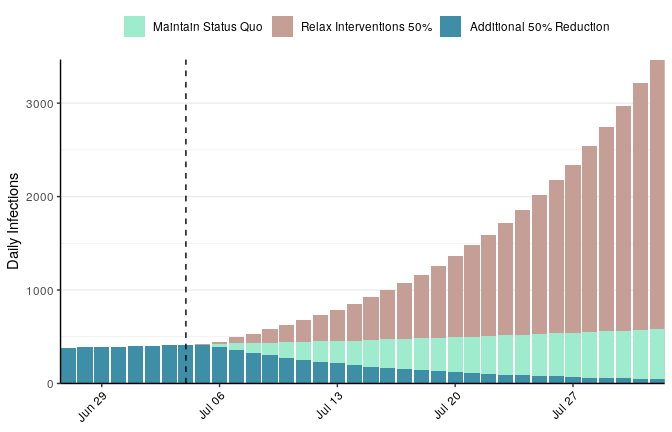 Maintain Status Quo Relax Interventions 50% Additional 50% Reduction
Daily Infections
3000
2000
1000
0
Jun 29 Jul 06 Jul 13 Jul 20 Jul 27